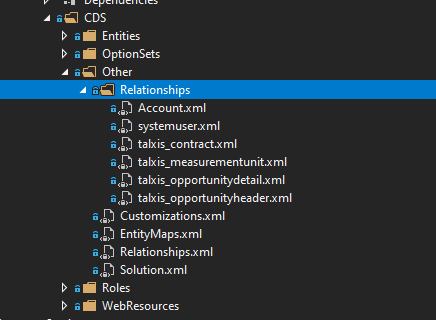 Dependencies
CDS
Entities
OptionSets
Other
Relationships
Account.xml
systemuser.xml
talxis_contract.xml
talxis_measurementunit.xml
talxis_opportunitydetail.xml
talxis_opportunityheader.xml
Customizations.xml
EntityMaps.xml
Relationships.xml
Solution.xml
Roles
WebResources